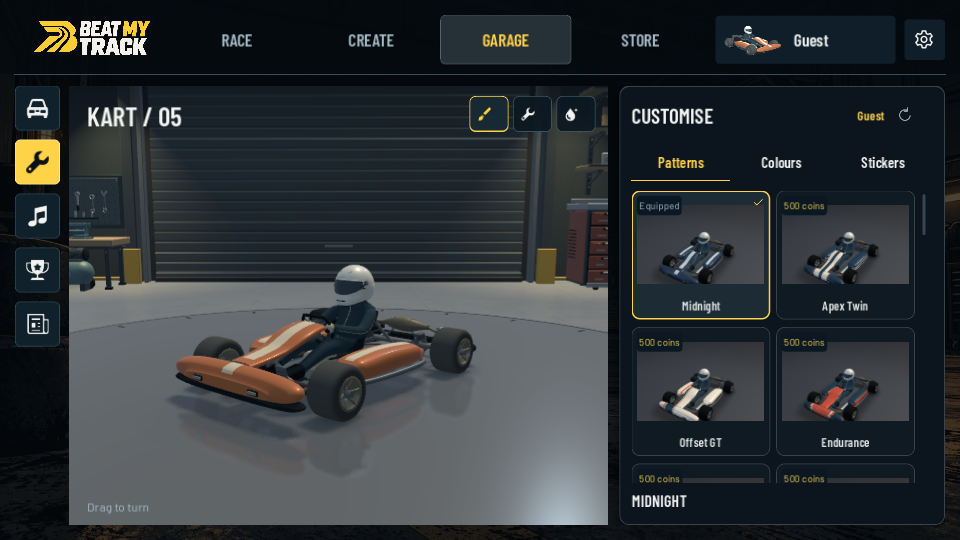 BEAT MY
TRACK
RACE
CREATE
GARAGE
STORE
Guest
KART / 05
CUSTOMISE
Guest
Patterns
Colours
Stickers
Equipped
Midnight
500 coins
Apex Twin
500 coins
Offset GT
500 coins
Endurance
500 coins
500 coins
MIDNIGHT
Drag to turn